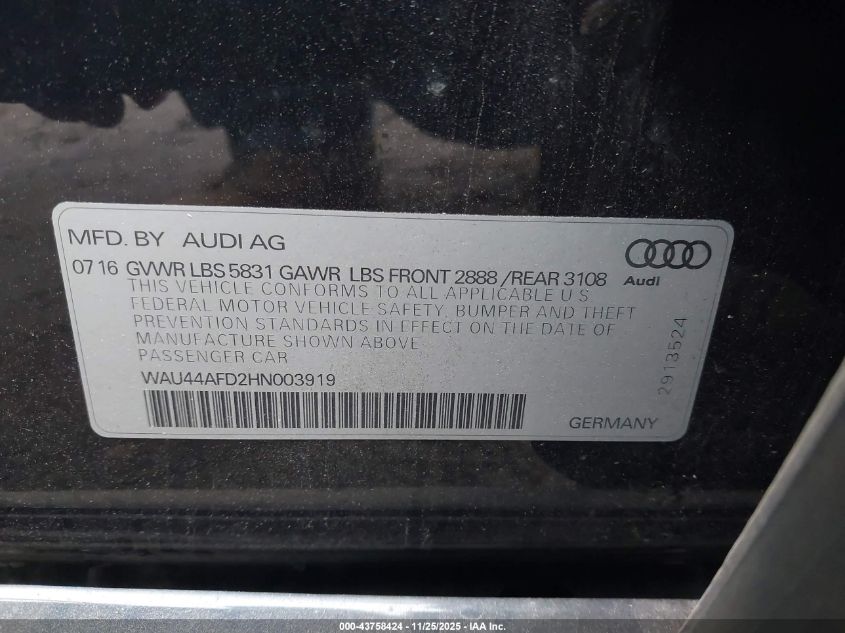 MFD. BY AUDI AG
07 16 GVWR LBS 5831 GAWR LBS FRONT 2888 /REAR 3108
Audi
THIS VEHICLE CONFORMS TO ALL APPLICABLE U S
FEDERAL MOTOR VEHICLE SAFETY, BUMPER AND THEFT
PREVENTION STANDARDS IN EFFECT ON THE DATE OF
MANUFACTURE SHOWN ABOVE
PASSENGER CAR
2913524
WAU44AFD2HN003919
GERMANY
000-43758424 - 11/25/2025 - IAA Inc.